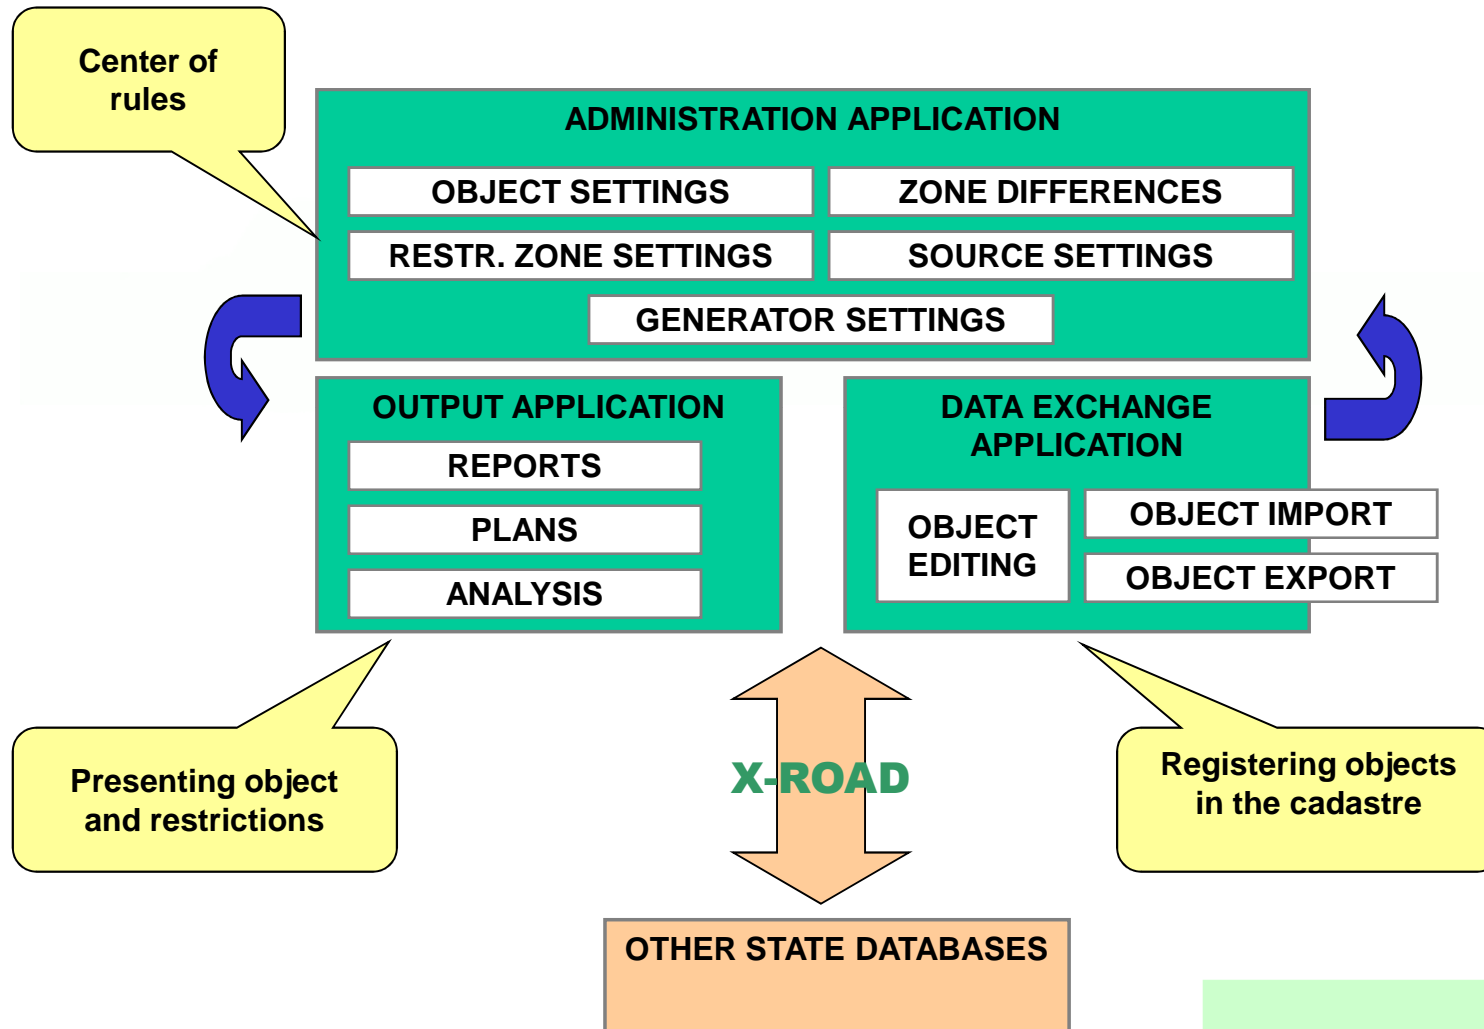 Center of
rules
ADMINISTRATION APPLICATION
OBJECT SETTINGS
ZONE DIFFERENCES
RESTR. ZONE SETTINGS
SOURCE SETTINGS
GENERATOR SETTINGS
OUTPUT APPLICATION
REPORTS
PLANS
ANALYSIS
DATA EXCHANGE
APPLICATION
OBJECT
EDITING
OBJECT IMPORT
OBJECT EXPORT
Presenting object
and restrictions
X-ROAD
Registering objects
in the cadastre
OTHER STATE DATABASES